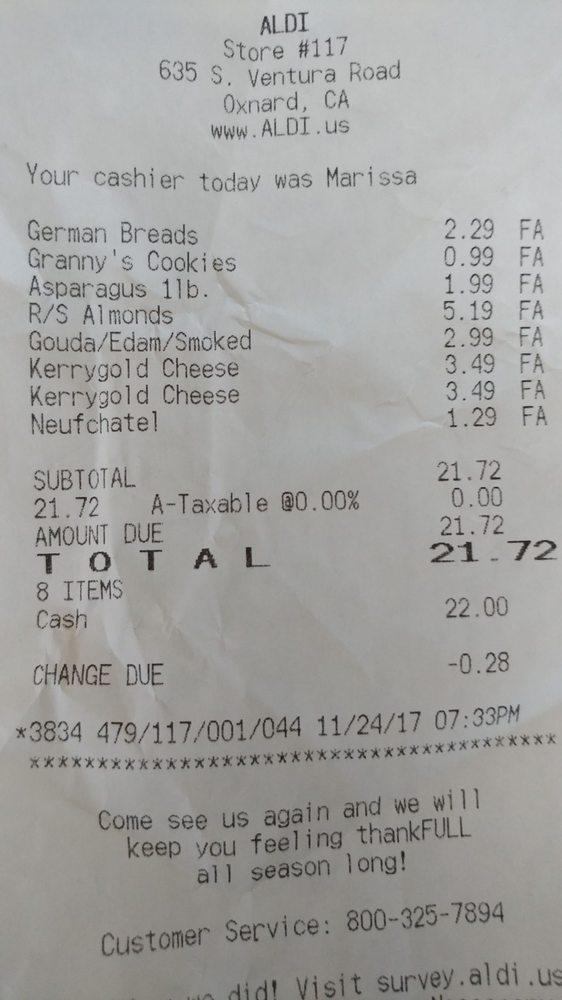 ALDI
Store #117
635 S. Ventura Road
Oxnard, CA
www.ALDI.us
Your cashier today was Marissa
German Breads 2.29 FA
Granny's Cookies 0.99 FA
Asparagus 1lb. 1.99 FA
R/S Almonds 5.19 FA
Gouda/Edam/Smoked 2.99 FA
Kerrygold Cheese 3.49 FA
Kerrygold Cheese 3.49 FA
Neufchatel 1.29 FA
SUBTOTAL 21.72
21.72 A-Taxable @0.00% 0.00
AMOUNT DUE 21.72
T O T A L 21.72
8 ITEMS
Cash 22.00
CHANGE DUE -0.28
*3834 479/117/001/044 11/24/17 07:33PM
****************************************
Come see us again and we will
keep you feeling thankFULL
all season long!
Customer Service: 800-325-7894
we did! Visit survey.aldi.us